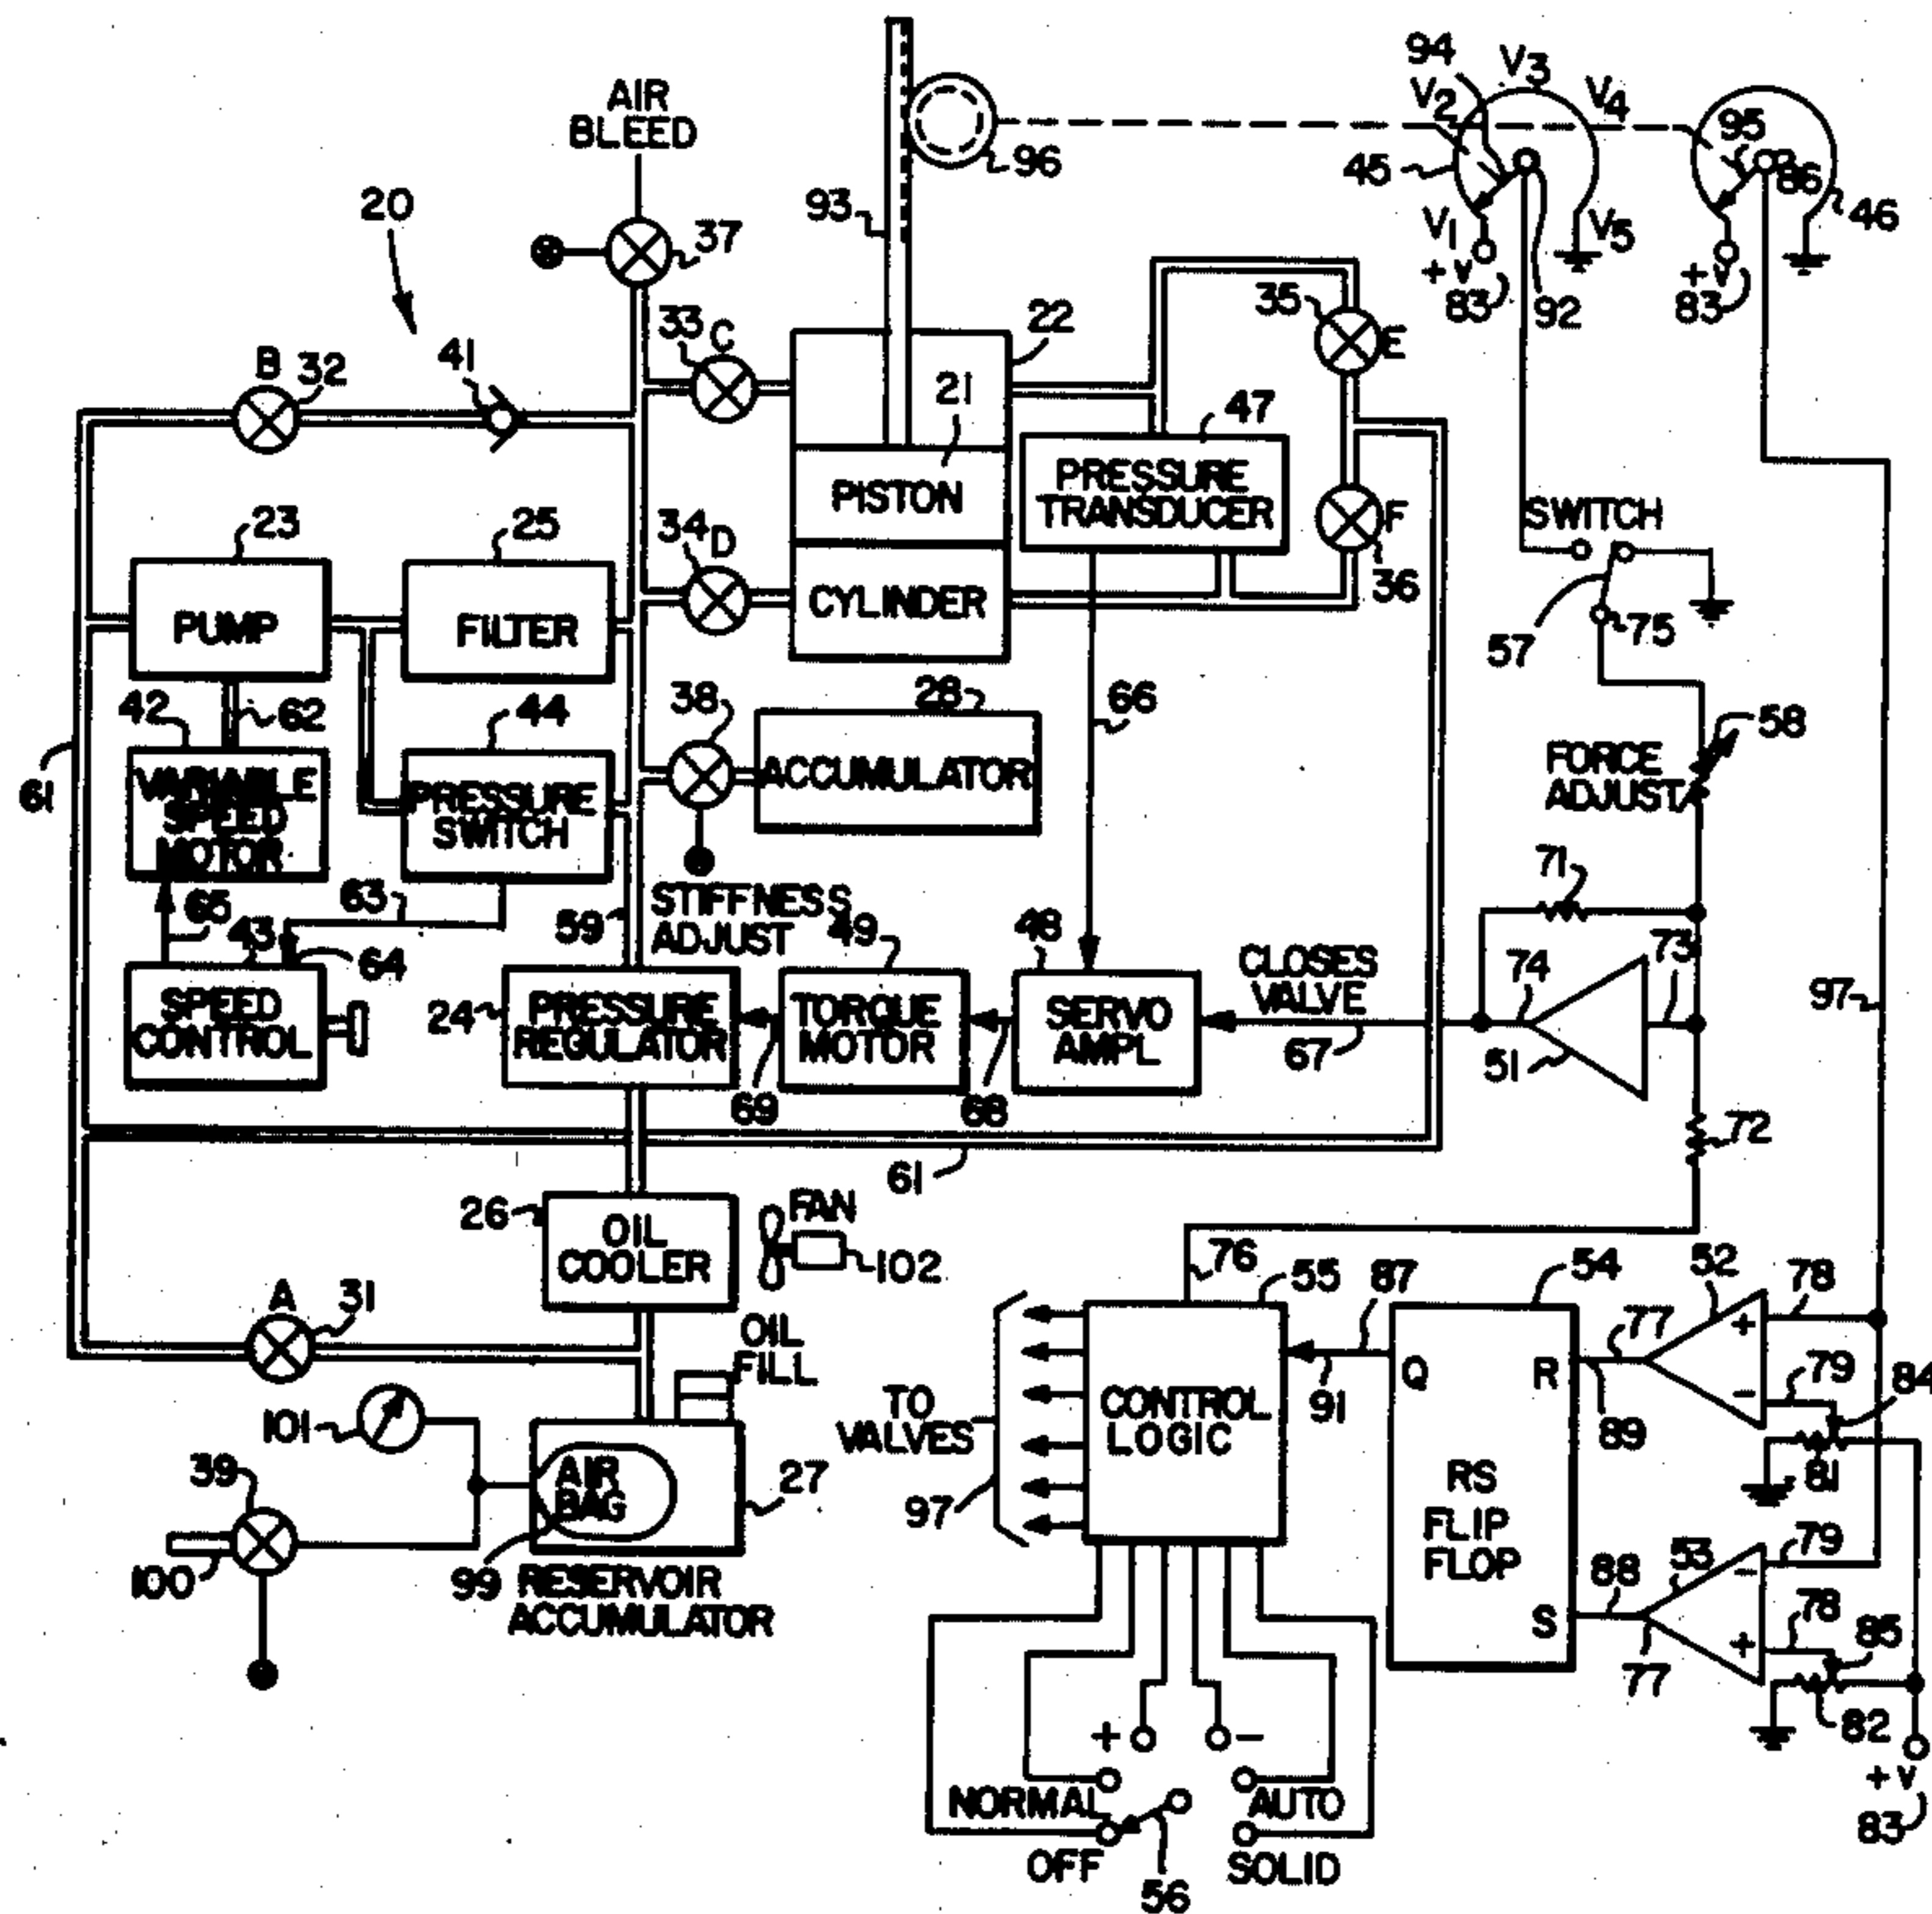 AIR
BLEED
94
V3
V2
V4
45
95
86
46
96
93
20
37
V1
V5
+V
83
92
+V
83
33
C
22
35
E
B
32
41
21
47
PISTON
PRESSURE
TRANSDUCER
F
36
SWITCH
57
75
23
25
34
D
PUMP
FILTER
CYLINDER
42
62
44
38
28
66
58
61
VARIABLE
SPEED
MOTOR
PRESSURE
SWITCH
ACCUMULATOR
FORCE
ADJUST
71
65
43
63
64
59
STIFFNESS
ADJUST
49
48
CLOSES
VALVE
74
73
97
SPEED
CONTROL
24
PRESSURE
REGULATOR
TORQUE
MOTOR
SERVO
AMPL
67
51
69
68
72
61
26
OIL
COOLER
FAN
102
76
55
87
54
52
78
A
31
OIL
FILL
77
+
79
84
−
TO
VALVES
CONTROL
LOGIC
91
Q
R
89
81
101
39
AIR
BAG
27
97
RS
FLIP
FLOP
79
53
−
100
99
RESERVOIR
ACCUMULATOR
88
S
78
+
85
77
82
+
−
NORMAL
AUTO
OFF
SOLID
56
+V
83